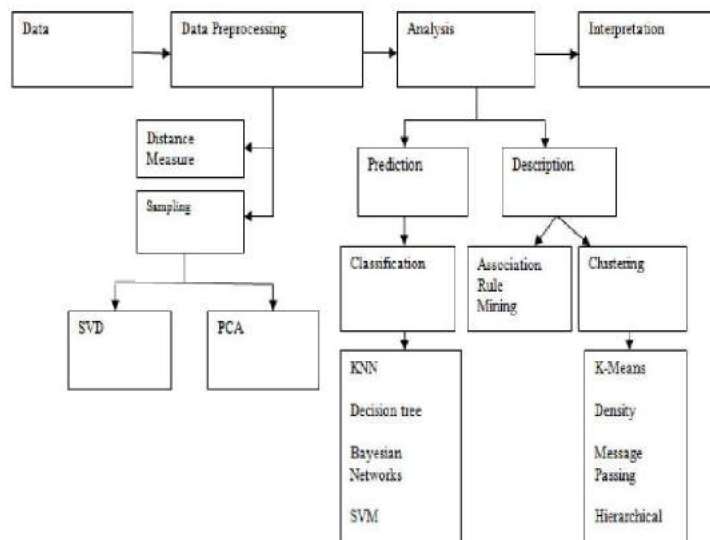 Data
Data Preprocessing
Analysis
Interpretation
Distance
Measure
Sampling
Prediction
Description
Classification
Association
Rule
Mining
Clustering
SVD
PCA
KNN
Decision tree
Bayesian
Networks
SVM
K-Means
Density
Message
Passing
Hierarchical